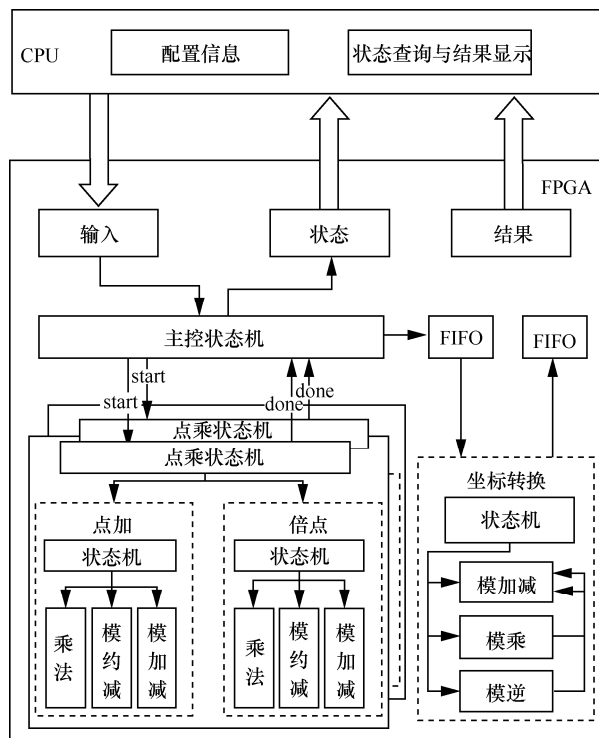 CPU
配置信息
状态查询与结果显示
FPGA
输入
状态
结果
主控状态机
FIFO
FIFO
start
start
done
done
点乘状态机
点乘状态机
点加
状态机
乘法
模约减
模加减
倍点
状态机
乘法
模约减
模加减
坐标转换
状态机
模加减
模乘
模逆